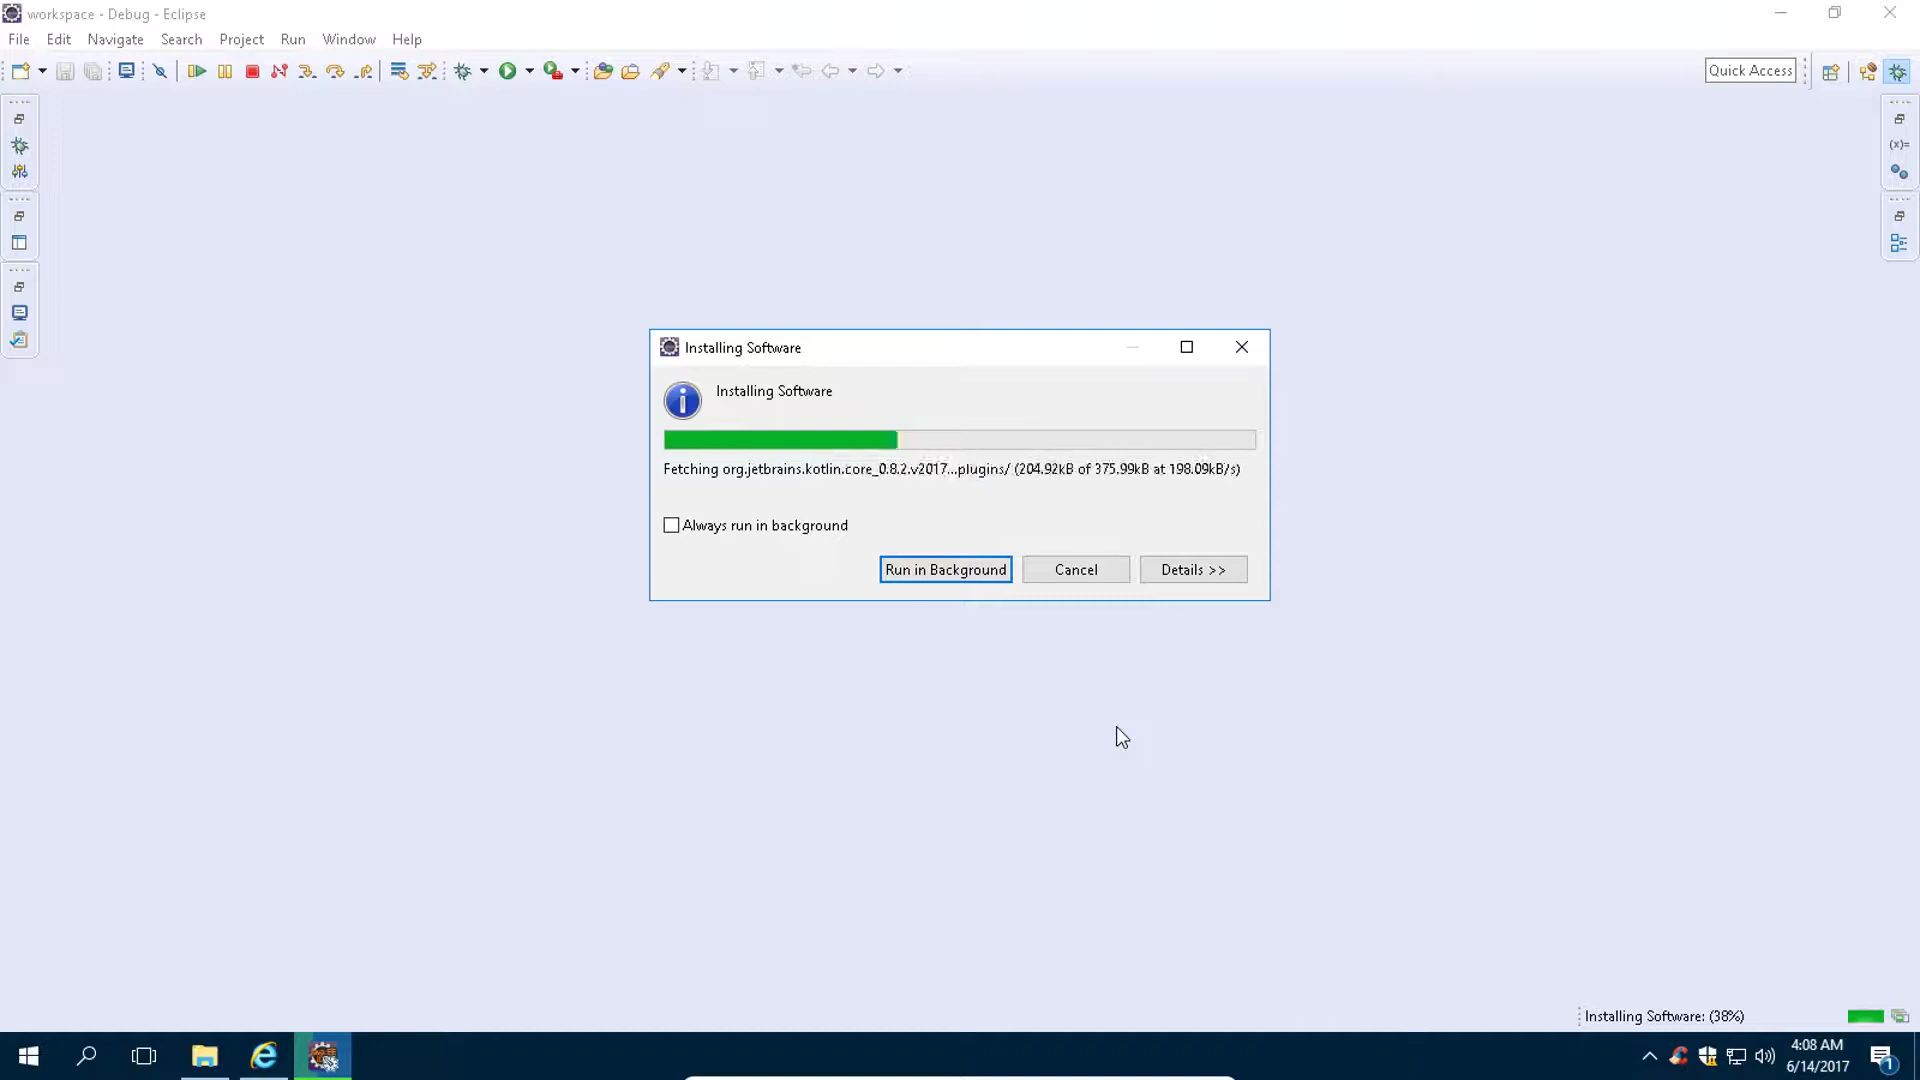 workspace - Debug - Eclipse
File Edit Navigate Search Project Run Window Help
Quick Access
(x)=
Installing Software
Installing Software
Fetching org.jetbrains.kotlin.core_0.8.2.v2017...plugins/ (204.92kB of 375.99kB at 198.09kB/s)
Always run in background
Run in Background Cancel Details >>
Installing Software: (38%)
4:08 AM
6/14/2017
1